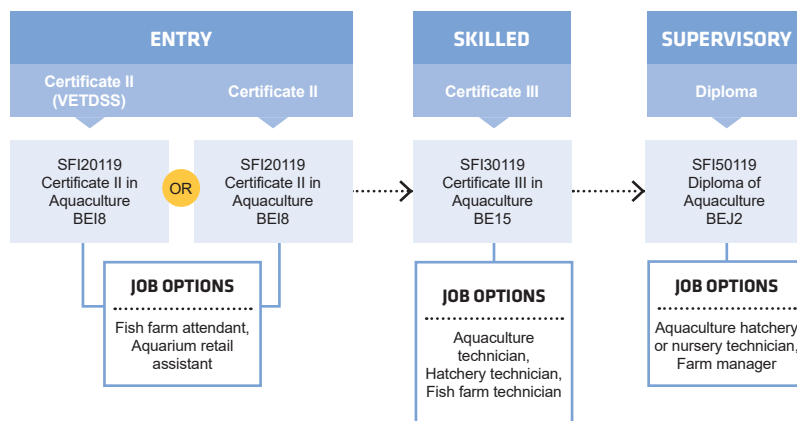 ENTRY
Certificate II
(VETDSS)
Certificate II
SFI20119
Certificate II in
Aquaculture
BEI8
OR
SFI20119
Certificate II in
Aquaculture
BEI8
JOB OPTIONS
Fish farm attendant,
Aquarium retail
assistant
SKILLED
Certificate III
SFI30119
Certificate III in
Aquaculture
BE15
JOB OPTIONS
Aquaculture
technician,
Hatchery technician,
Fish farm technician
SUPERVISORY
Diploma
SFI50119
Diploma of
Aquaculture
BEJ2
JOB OPTIONS
Aquaculture hatchery
or nursery technician,
Farm manager